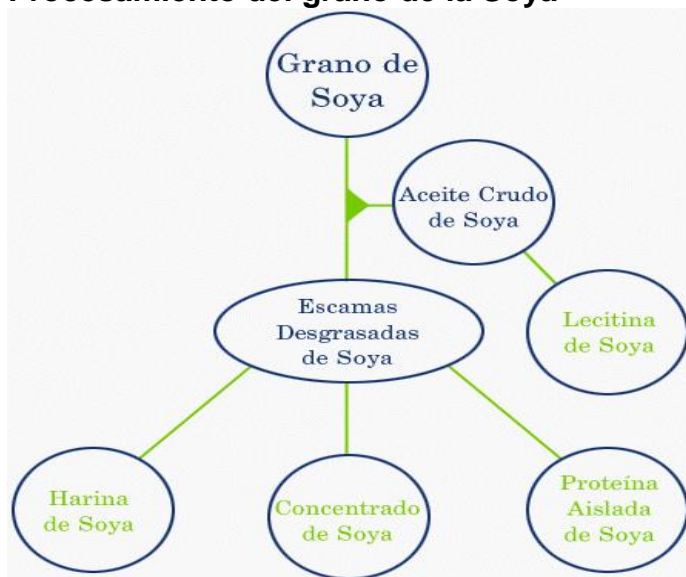 Procesamiento del grano de la Soya
Grano de
Soya
Aceite Crudo
de Soya
Escamas
Desgrasadas
de Soya
Lecitina
de Soya
Harina
de Soya
Concentrado
de Soya
Proteína
Aislada
de Soya